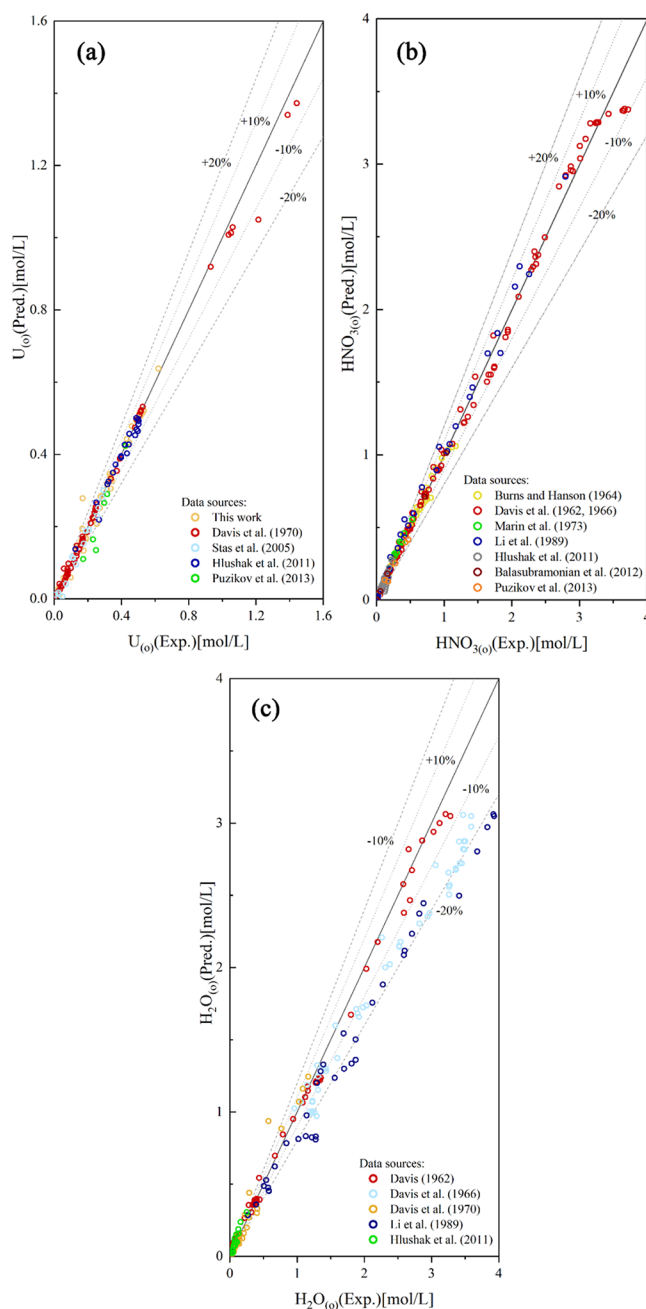 (a)
1.6
1.2
0.8
0.4
0.0
U(o)(Pred.)[mol/L]
+10%
+20%
-10%
-20%
Data sources:
This work
Davis et al. (1970)
Stas et al. (2005)
Hlushak et al. (2011)
Puzikov et al. (2013)
0.0
0.4
0.8
1.2
1.6
U(o)(Exp.)[mol/L]
(b)
4
3
2
1
0
HNO3(o)(Pred.)[mol/L]
+10%
+20%
-10%
-20%
Data sources:
Burns and Hanson (1964)
Davis et al. (1962, 1966)
Marin et al. (1973)
Li et al. (1989)
Hlushak et al. (2011)
Balasubramonian et al. (2012)
Puzikov et al. (2013)
0
1
2
3
4
HNO3(o)(Exp.)[mol/L]
(c)
4
3
2
1
0
H2O(o)(Pred.)[mol/L]
+10%
-10%
-10%
-20%
Data sources:
Davis (1962)
Davis et al. (1966)
Davis et al. (1970)
Li et al. (1989)
Hlushak et al. (2011)
0
1
2
3
4
H2O(o)(Exp.)[mol/L]